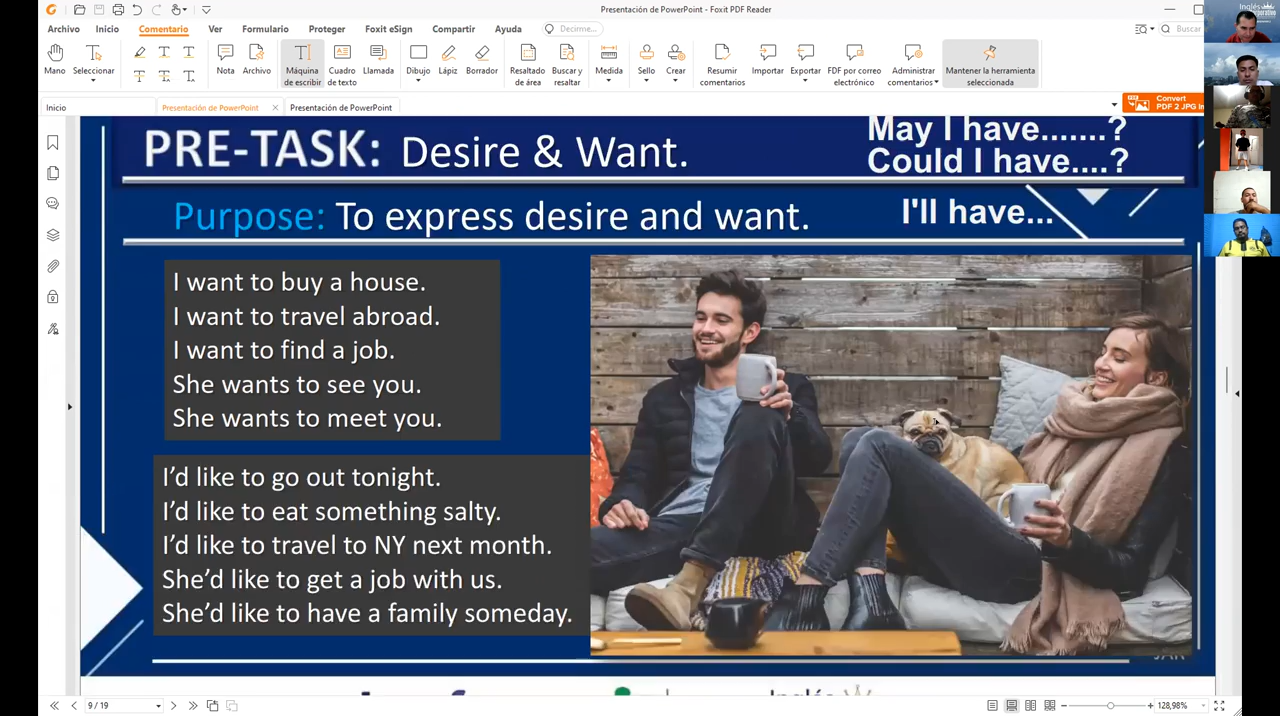 Presentación de PowerPoint - Foxit PDF Reader
Archivo Inicio Comentario Ver Formulario Proteger Foxit eSign Compartir Ayuda Decirme... Buscar
Mano
Seleccionar
Nota
Archivo
Máquina de escribir
Cuadro de texto
Llamada
Dibujo
Lápiz
Borrador
Resaltado de área
Buscar y resaltar
Medida
Sello
Crear
Resumir comentarios
Importar
Exportar
PDF por correo electrónico
Administrar comentarios
Mantener la herramienta seleccionada
Inicio Presentación de PowerPoint Presentación de PowerPoint
Convert
PDF 2 JPG
PRE-TASK: Desire & Want.
May I have.......?
Could I have....?
Purpose: To express desire and want.
I'll have...
I want to buy a house.
I want to travel abroad.
I want to find a job.
She wants to see you.
She wants to meet you.
I'd like to go out tonight.
I'd like to eat something salty.
I'd like to travel to NY next month.
She'd like to get a job with us.
She'd like to have a family someday.
9 / 19
128,98%